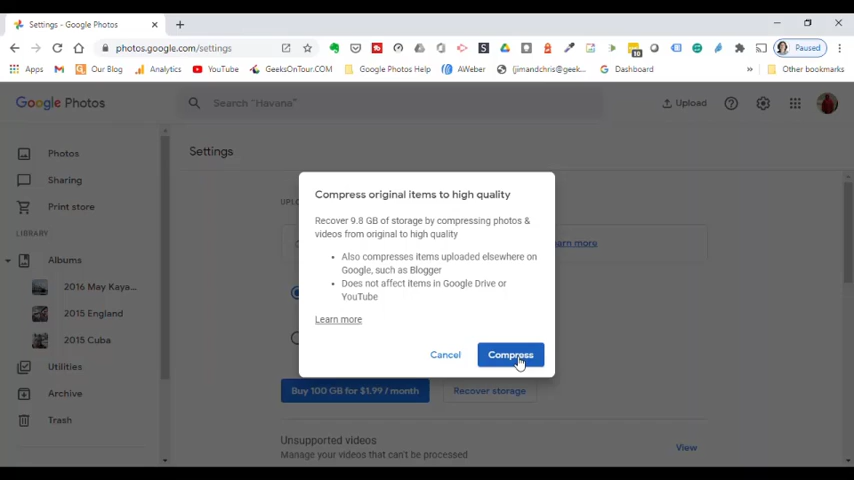 Settings - Google Photos
photos.google.com/settings
10
Paused
Apps
Our Blog
Analytics
YouTube
GeeksOnTour.COM
Google Photos Help
AWeber
(jimandchris@geek...
Dashboard
»
Other bookmarks
Google Photos
Search "Havana"
Upload
Photos
Sharing
Print store
LIBRARY
Albums
2016 May Kaya...
2015 England
2015 Cuba
Utilities
Archive
Trash
Settings
Compress original items to high quality
Recover 9.8 GB of storage by compressing photos &
videos from original to high quality
• Also compresses items uploaded elsewhere on
Google, such as Blogger
• Does not affect items in Google Drive or
YouTube
Learn more
Cancel
Compress
Buy 100 GB for $1.99 / month
Recover storage
Unsupported videos
Manage your videos that can't be processed
View